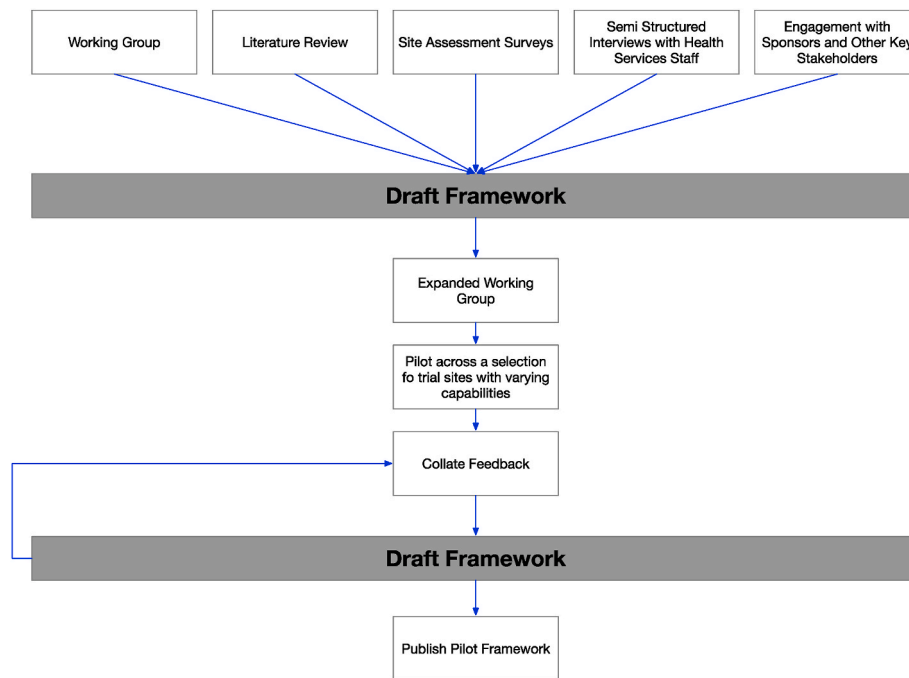 Working Group
Literature Review
Site Assessment Surveys
Semi Structured
Interviews with Health
Services Staff
Engagement with
Sponsors and Other Key
Stakeholders
Draft Framework
Expanded Working
Group
Pilot across a selection
fo trial sites with varying
capabilities
Collate Feedback
Draft Framework
Publish Pilot Framework